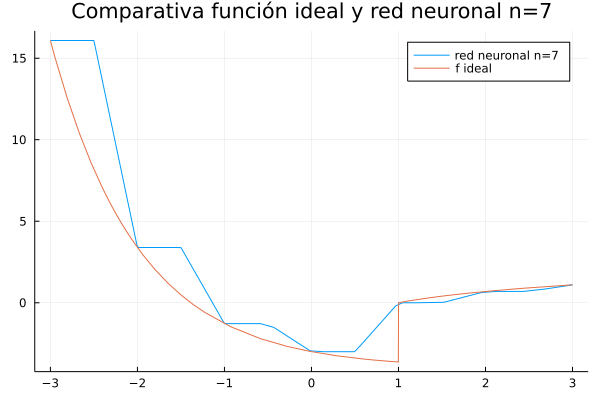 Comparativa función ideal y red neuronal n=7
red neuronal n=7
f ideal
15
10
5
0
−3 −2 −1 0 1 2 3